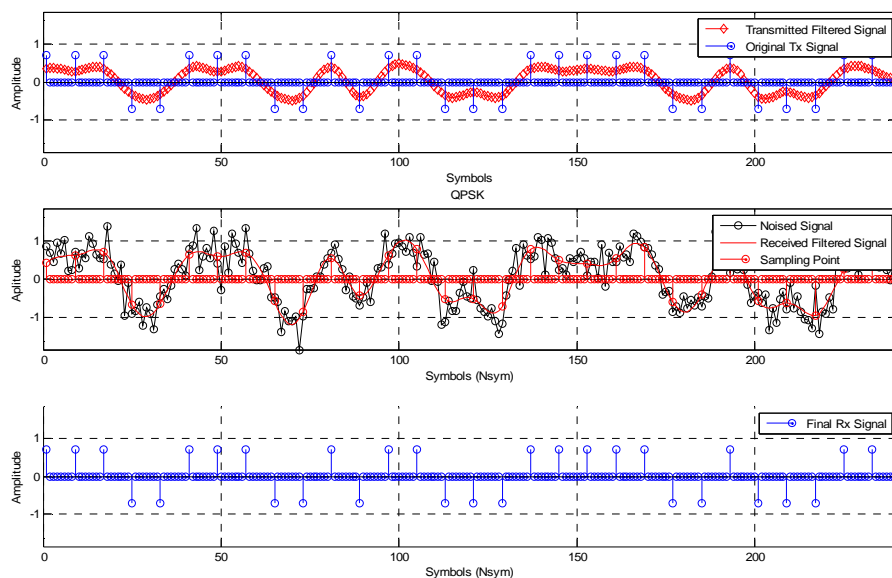 Transmitted Filtered Signal
Original Tx Signal
Amplitude
1
0
-1
0
50
100
150
200
Symbols
QPSK
Noised Signal
Received Filtered Signal
Sampling Point
Aplitude
1
0
-1
0
50
100
150
200
Symbols (Nsym)
Final Rx Signal
Amplitude
1
0
-1
0
50
100
150
200
Symbols (Nsym)